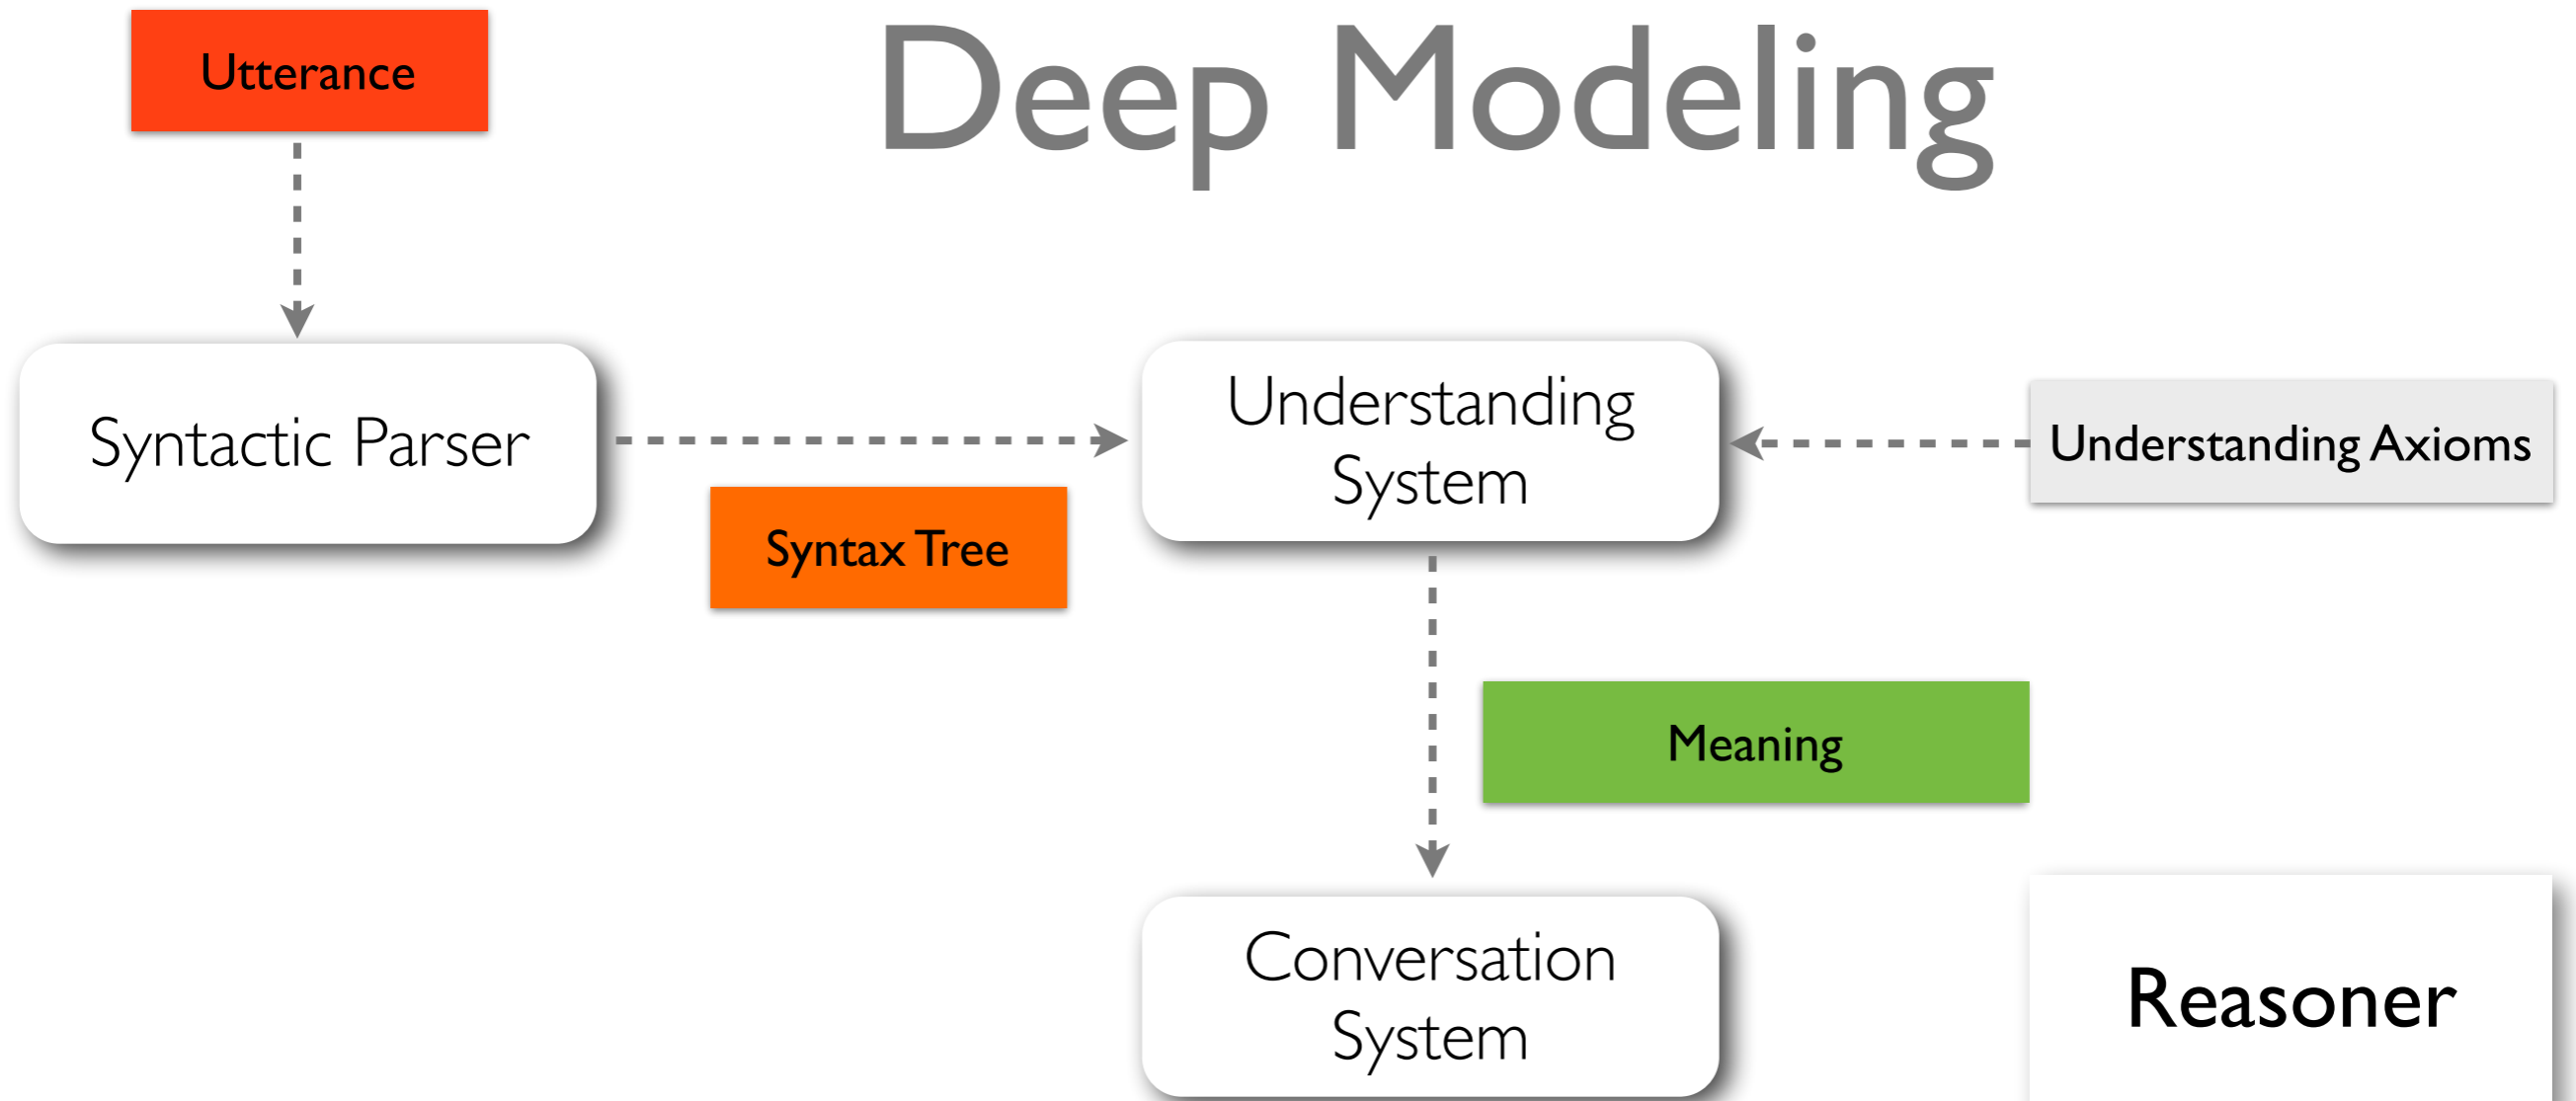 Deep Modeling
Utterance
Syntactic Parser
Syntax Tree
Understanding
System
Understanding Axioms
Meaning
Conversation
System
Reasoner